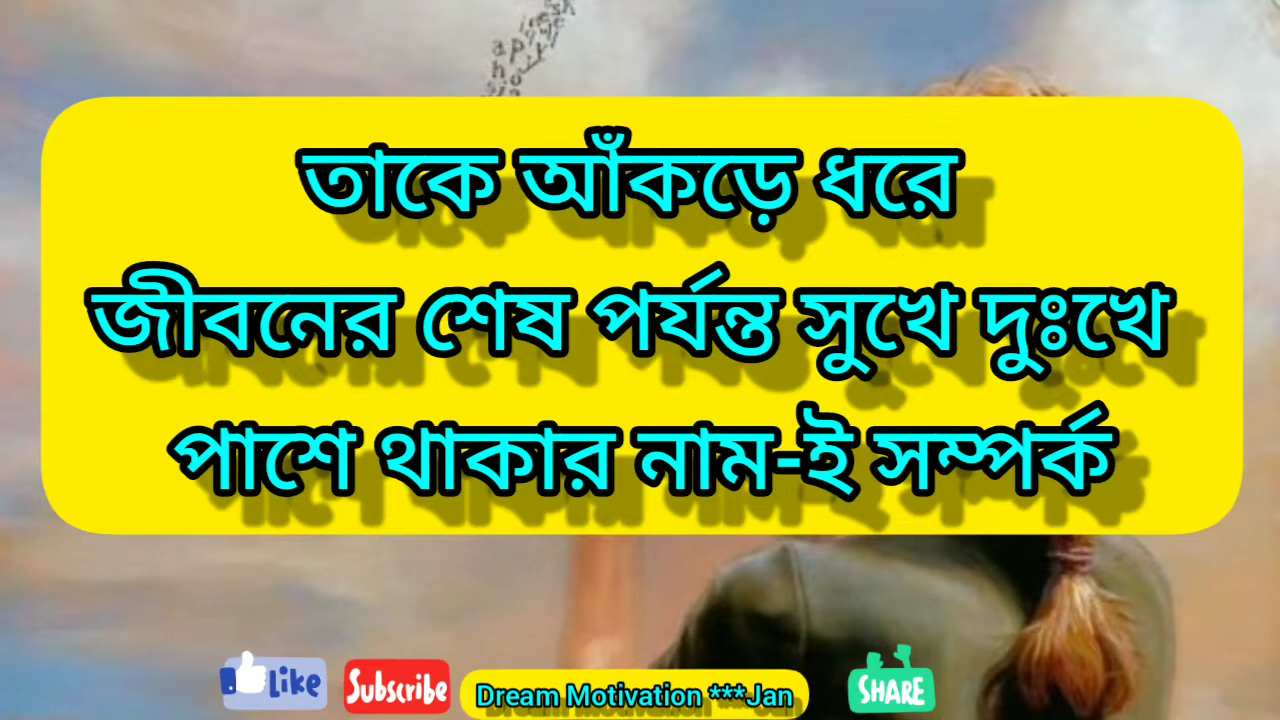 তাকে আঁকড়ে ধরে
জীবনের শেষ পর্যন্ত সুখে দুঃখে
পাশে থাকার নাম-ই সম্পর্ক
Like
Subscribe
Dream Motivation ***Jan
SHARE